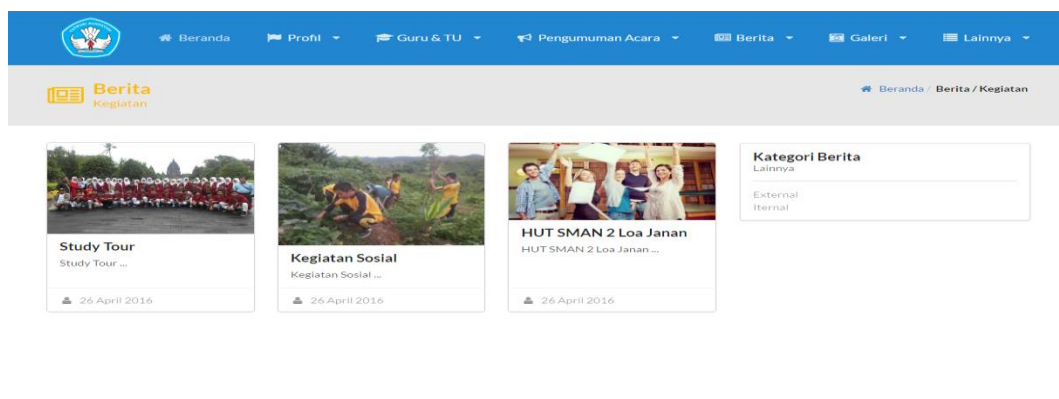 Beranda
Profil
Guru & TU
Pengumuman Acara
Berita
Galeri
Lainnya
Berita
Kegiatan
Beranda / Berita / Kegiatan
Study Tour
Study Tour ...
26 April 2016
Kegiatan Sosial
Kegiatan Sosial ...
26 April 2016
HUT SMAN 2 Loa Janan
HUT SMAN 2 Loa Janan ...
26 April 2016
Kategori Berita
Lainnya
External
Iternal